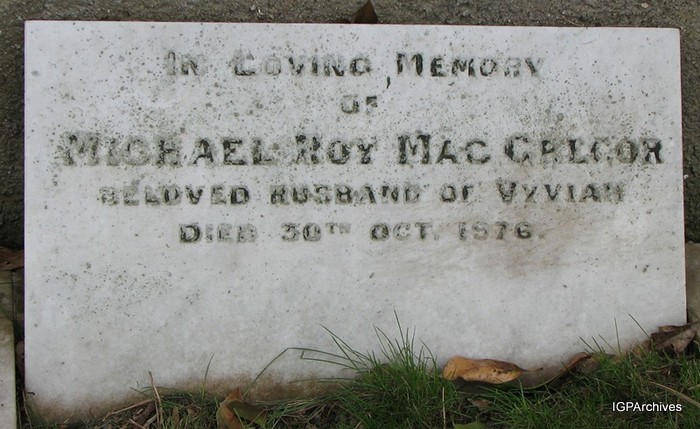 In Loving Memory
of
Michael Roy Mac Gregor
Beloved Husband of Vyvian
Died 30th Oct. 1976.
IGPArchives